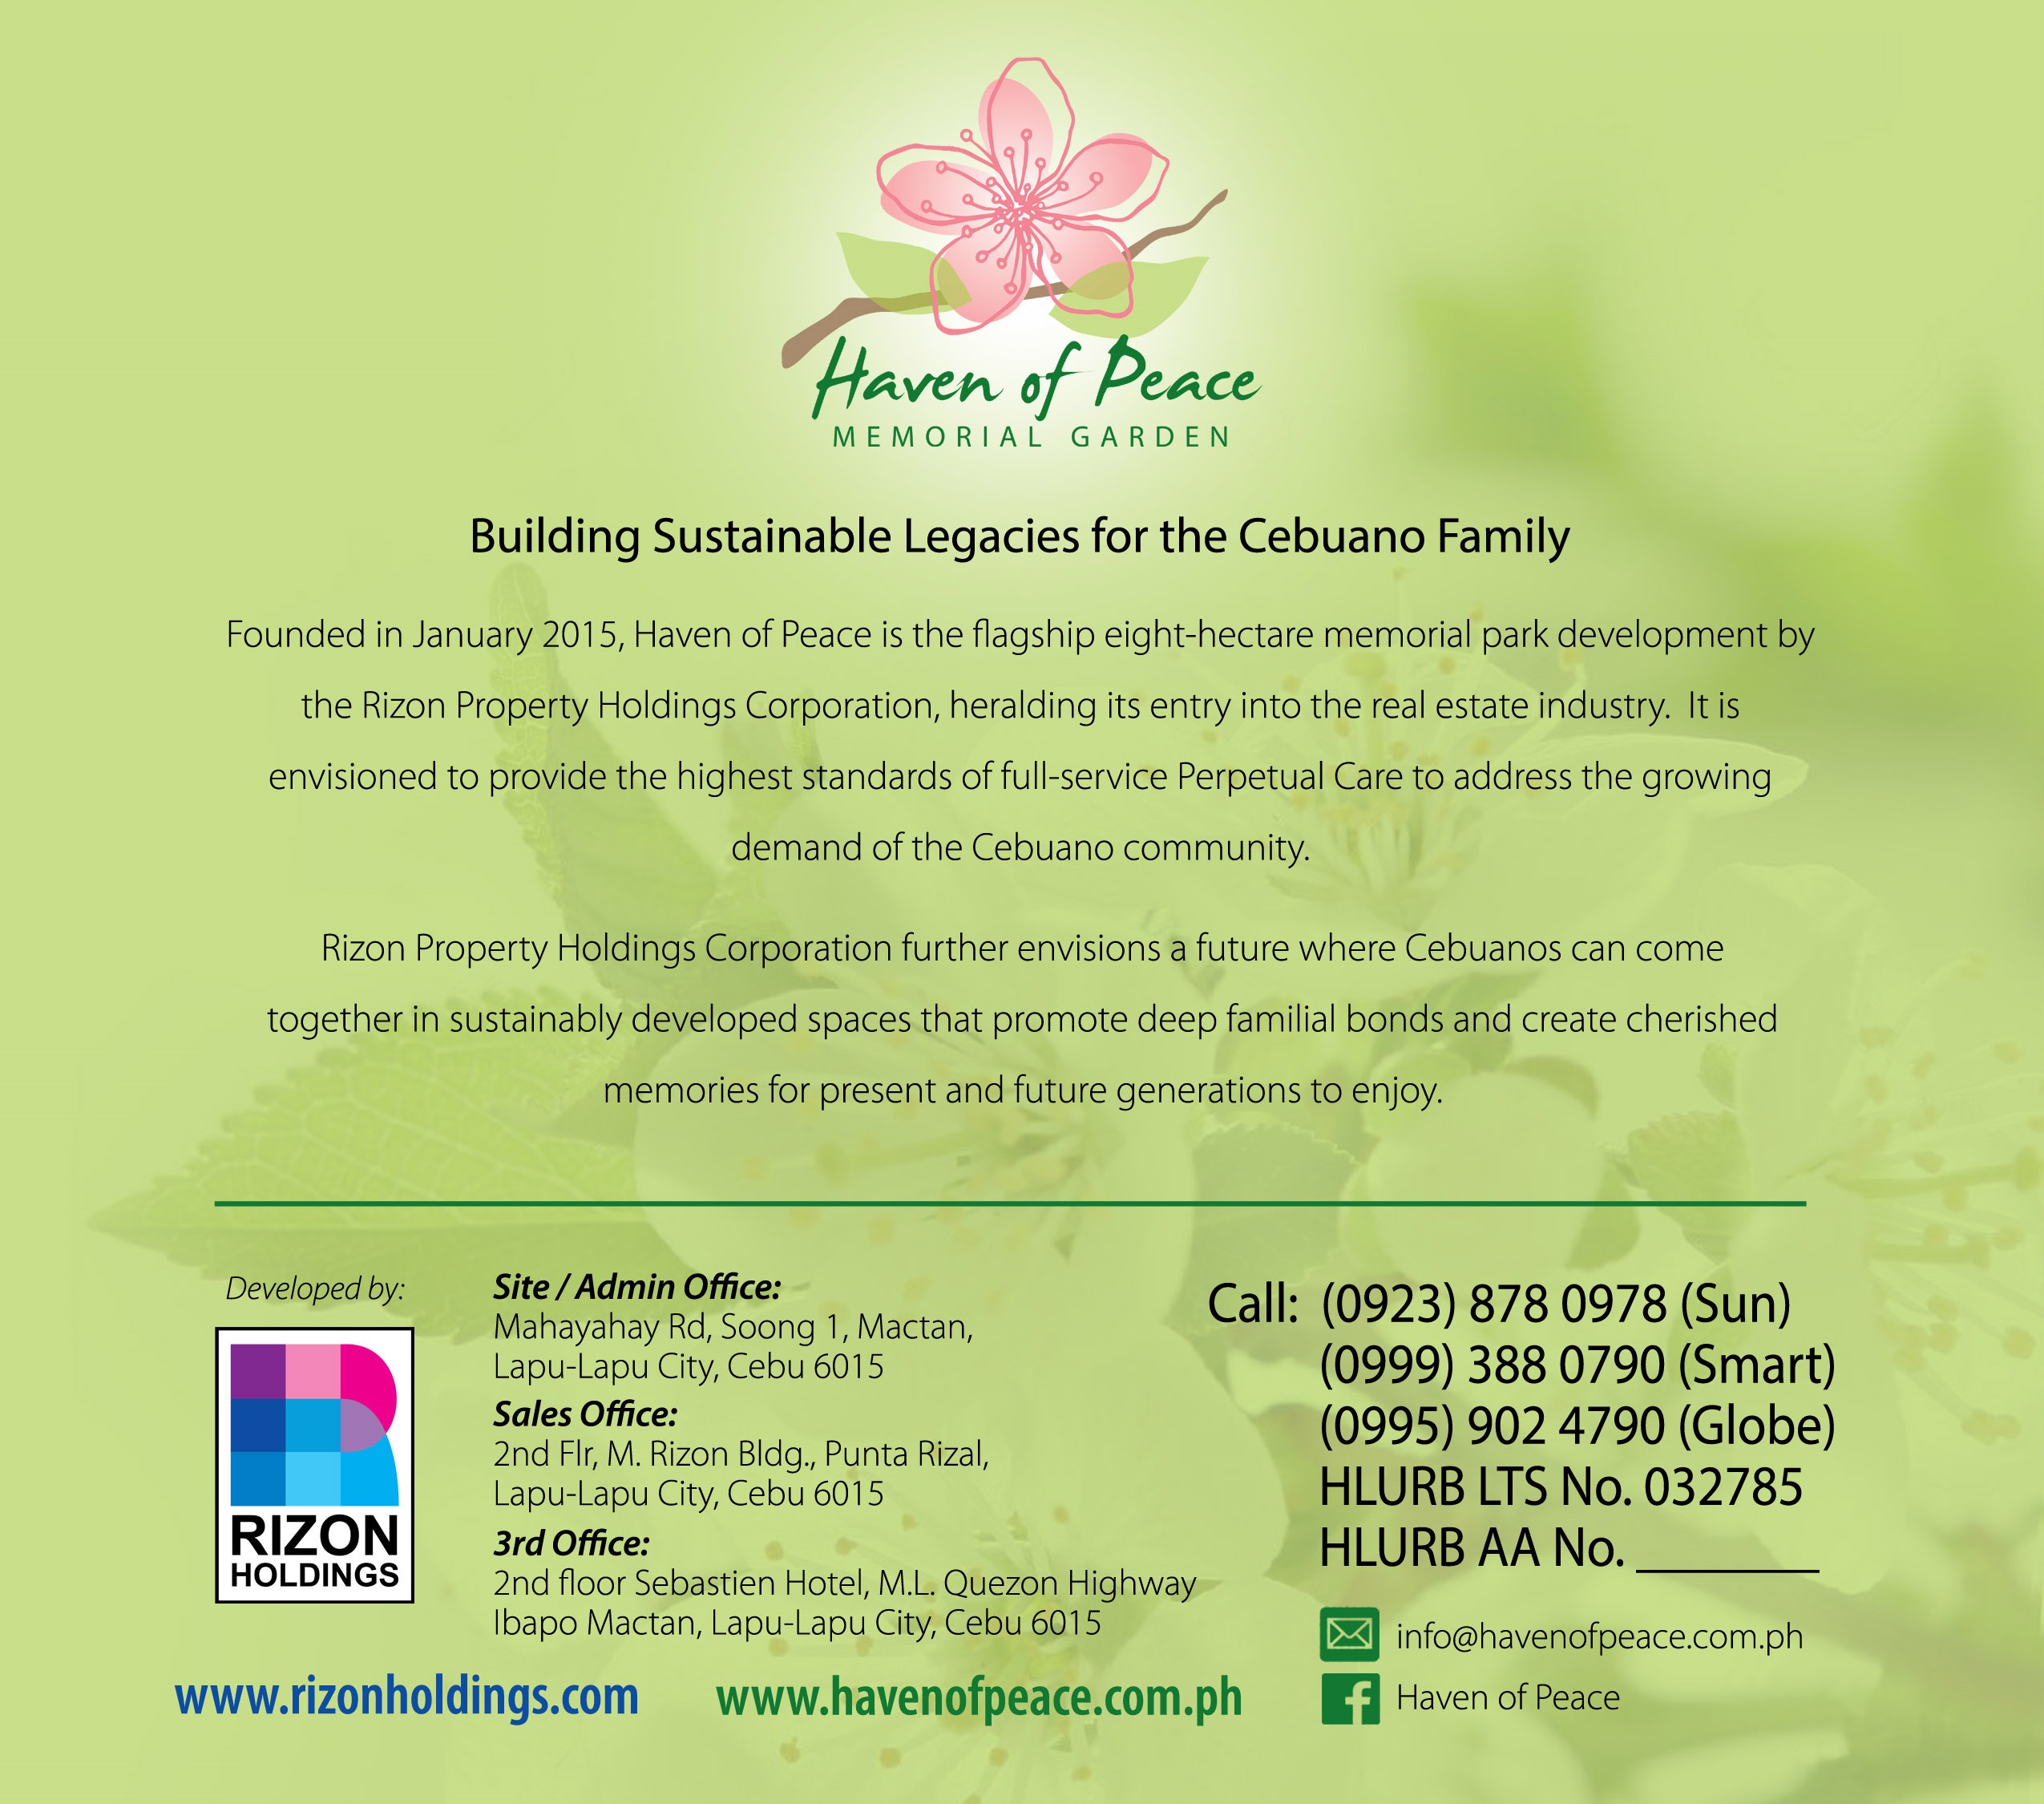 Haven of Peace
MEMORIAL GARDEN
Building Sustainable Legacies for the Cebuano Family
Founded in January 2015, Haven of Peace is the flagship eight-hectare memorial park development by
the Rizon Property Holdings Corporation, heralding its entry into the real estate industry.  It is
envisioned to provide the highest standards of full-service Perpetual Care to address the growing
demand of the Cebuano community.
Rizon Property Holdings Corporation further envisions a future where Cebuanos can come
together in sustainably developed spaces that promote deep familial bonds and create cherished
memories for present and future generations to enjoy.
Developed by:
RIZON
HOLDINGS
Site / Admin Office:
Mahayahay Rd, Soong 1, Mactan,
Lapu-Lapu City, Cebu 6015
Sales Office:
2nd Flr, M. Rizon Bldg., Punta Rizal,
Lapu-Lapu City, Cebu 6015
3rd Office:
2nd floor Sebastien Hotel, M.L. Quezon Highway
Ibapo Mactan, Lapu-Lapu City, Cebu 6015
Call: (0923) 878 0978 (Sun)
(0999) 388 0790 (Smart)
(0995) 902 4790 (Globe)
HLURB LTS No. 032785
HLURB AA No. ________
info@havenofpeace.com.ph
Haven of Peace
www.rizonholdings.com
www.havenofpeace.com.ph